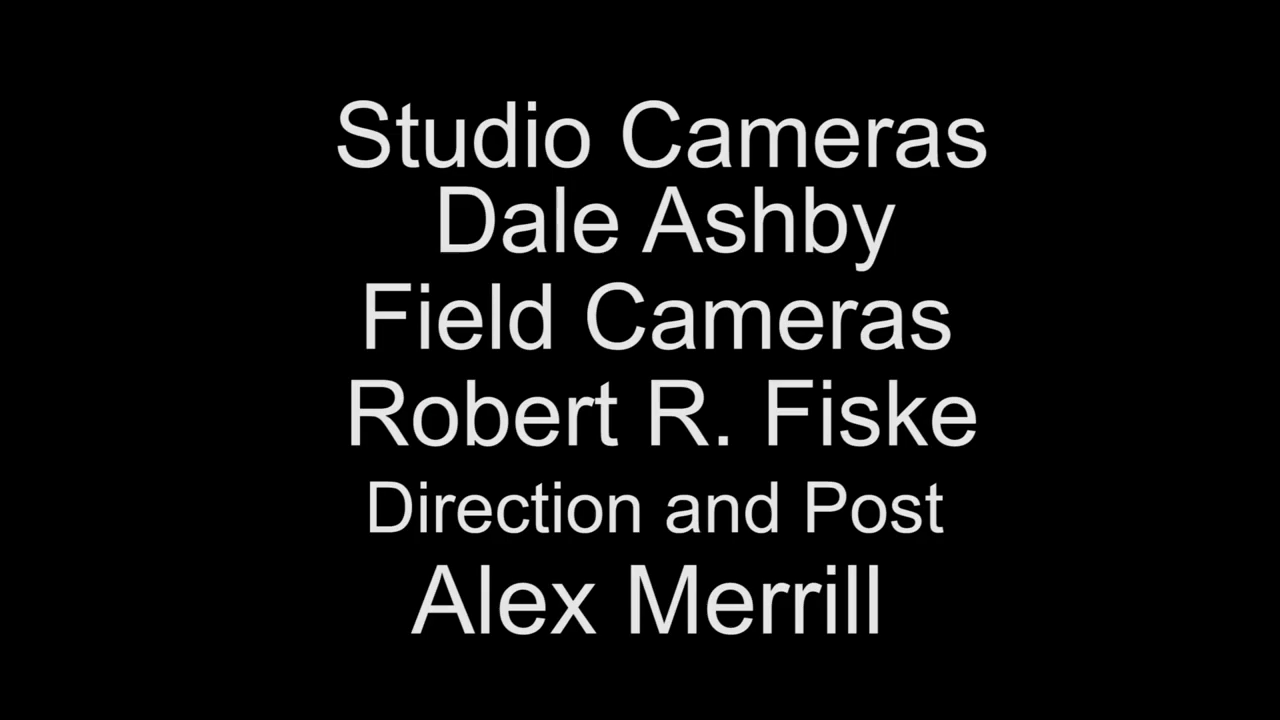 Studio Cameras
Dale Ashby
Field Cameras
Robert R. Fiske
Direction and Post
Alex Merrill